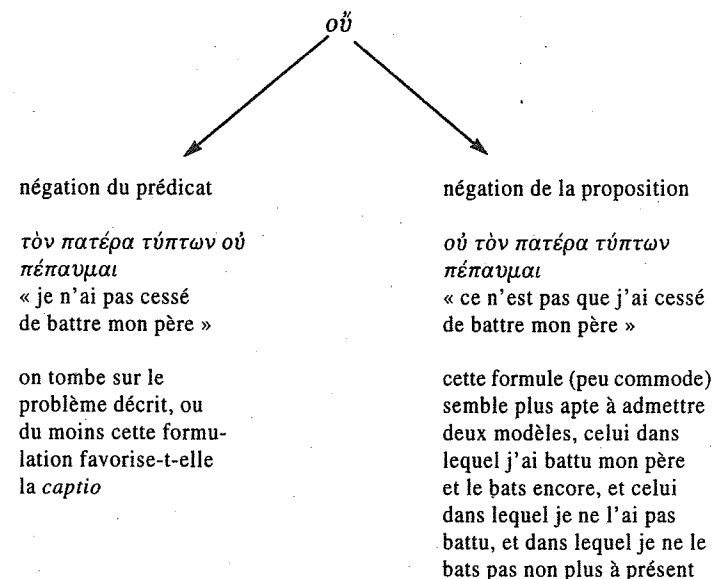 οὔ
négation du prédicat
τὸν πατέρα τύπτων οὐ
πέπαυμαι
« je n'ai pas cessé
de battre mon père »
on tombe sur le
problème décrit, ou
du moins cette formu-
lation favorise-t-elle
la captio
négation de la proposition
οὐ τὸν πατέρα τύπτων
πέπαυμαι
« ce n'est pas que j'ai cessé
de battre mon père »
cette formule (peu commode)
semble plus apte à admettre
deux modèles, celui dans
lequel j'ai battu mon père
et le bats encore, et celui
dans lequel je ne l'ai pas
battu, et dans lequel je ne le
bats pas non plus à présent